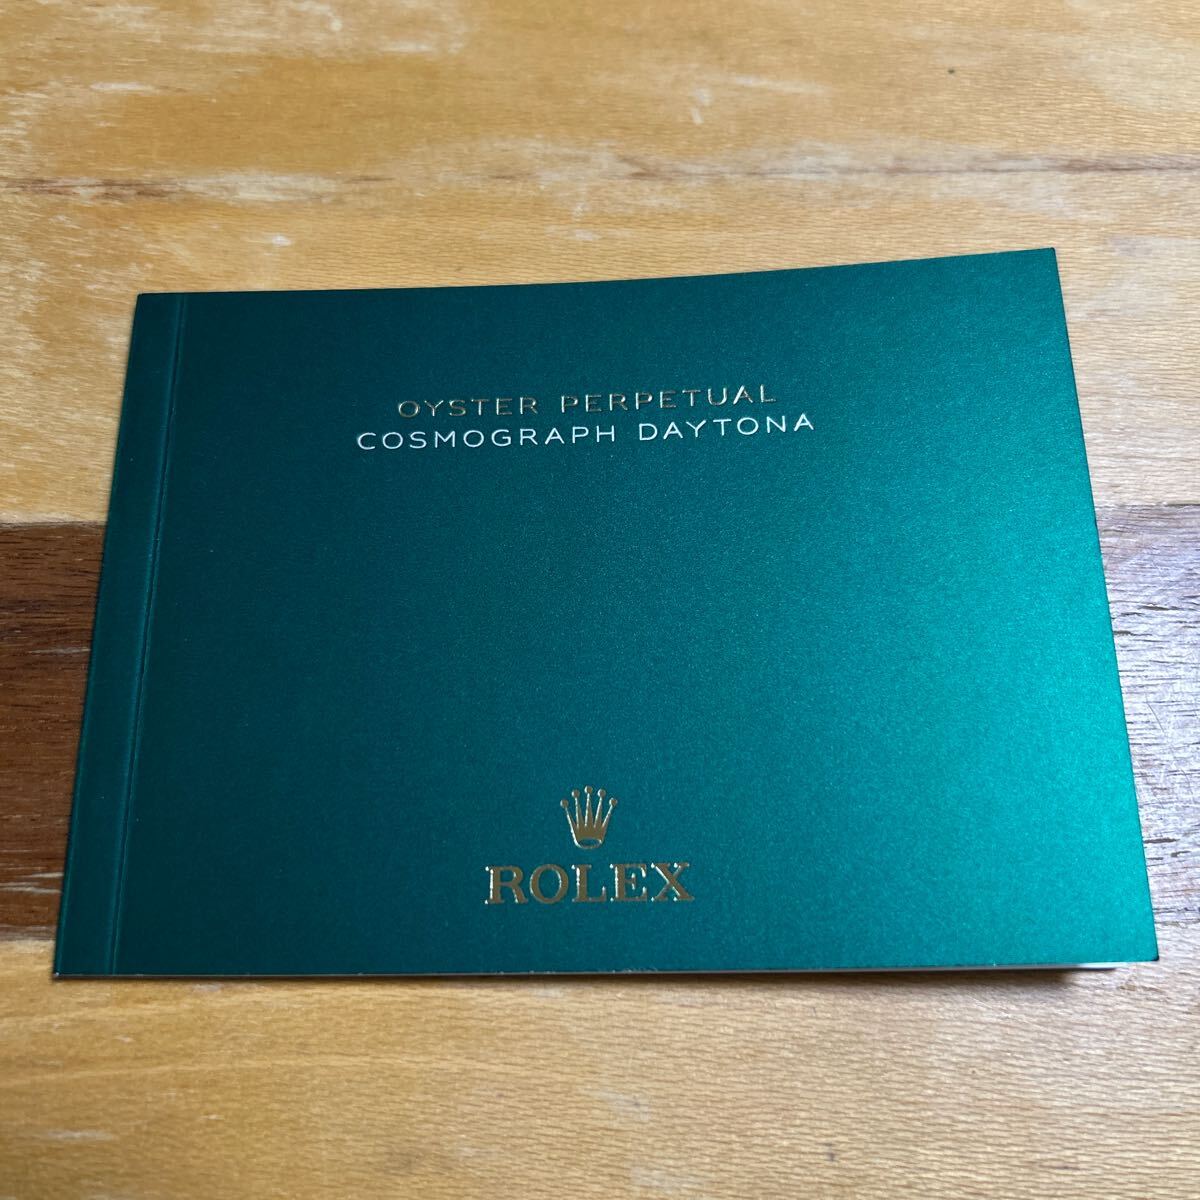 OYSTER PERPETUAL
COSMOGRAPH DAYTONA
ROLEX